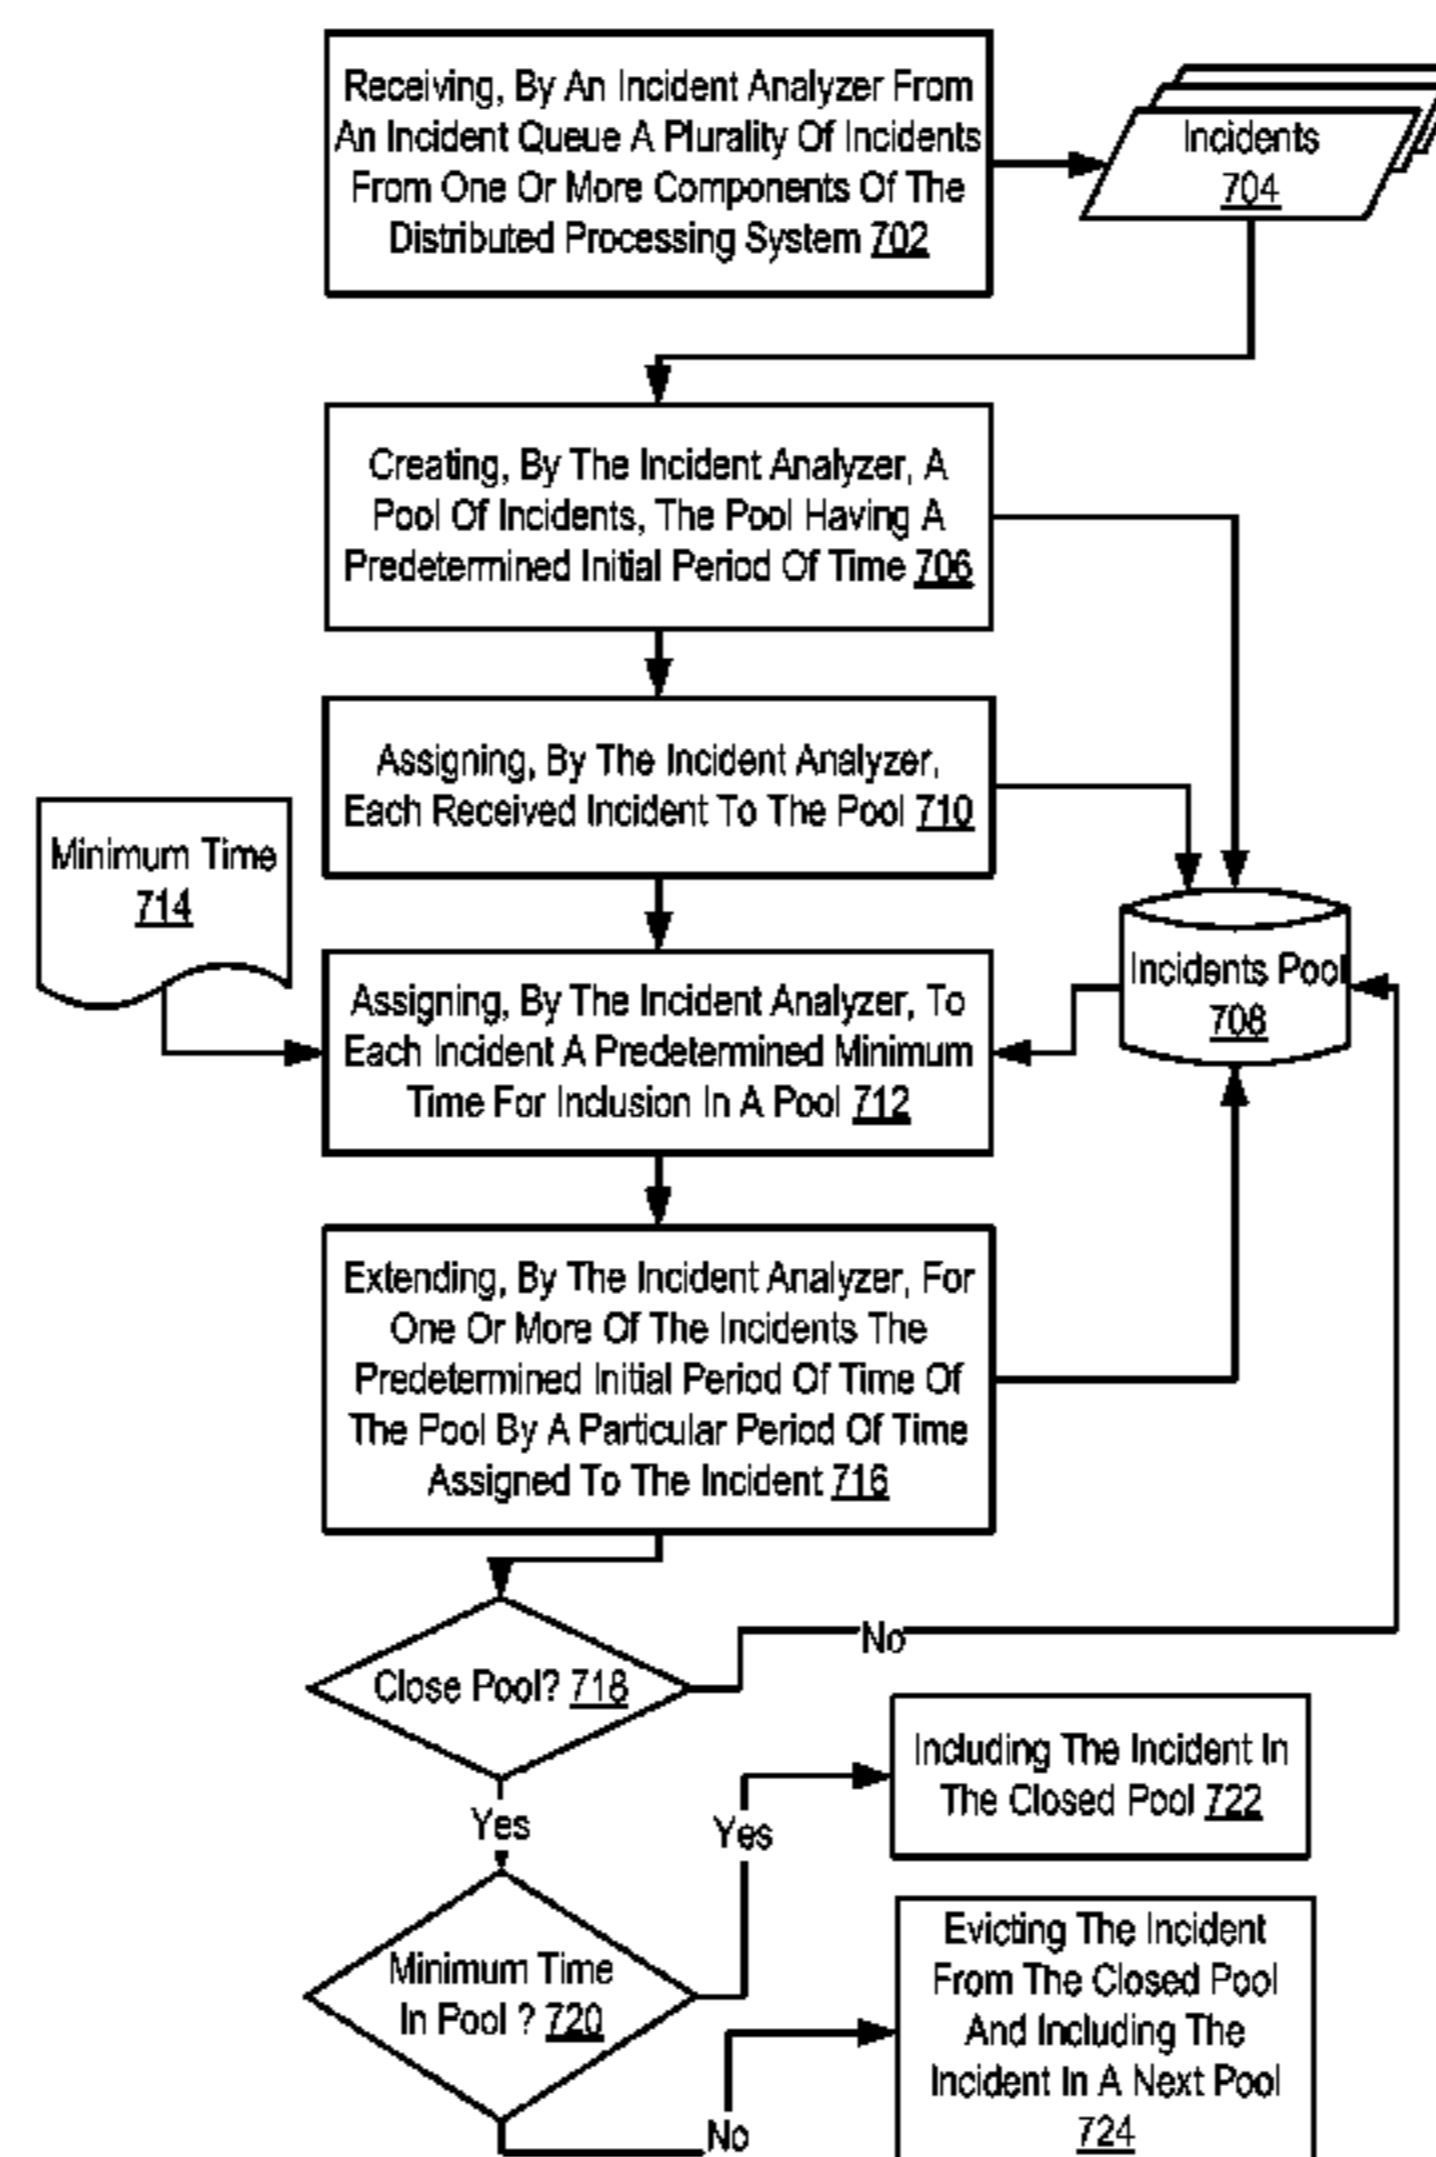 Receiving, By An Incident Analyzer From
An Incident Queue A Plurality Of Incidents
From One Or More Components Of The
Distributed Processing System 702
Incidents
704
Creating, By The Incident Analyzer, A
Pool Of Incidents, The Pool Having A
Predetermined Initial Period Of Time 706
Assigning, By The Incident Analyzer,
Each Received Incident To The Pool 710
Minimum Time
714
Incidents Pool
708
Assigning, By The Incident Analyzer, To
Each Incident A Predetermined Minimum
Time For Inclusion In A Pool 712
Extending, By The Incident Analyzer, For
One Or More Of The Incidents The
Predetermined Initial Period Of Time Of
The Pool By A Particular Period Of Time
Assigned To The Incident 716
No
Close Pool? 718
Including The Incident In
The Closed Pool 722
Yes
Yes
Minimum Time
In Pool ? 720
Evicting The Incident
From The Closed Pool
And Including The
Incident In A Next Pool
724
No